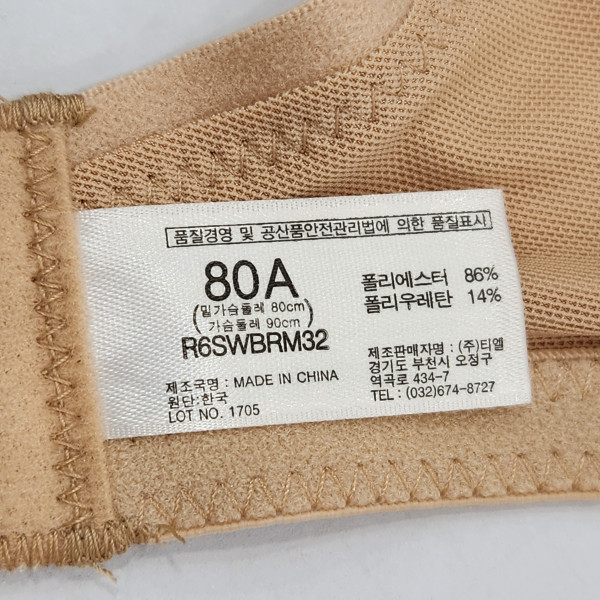 품질경영 및 공산품안전관리법에 의한 품질표시
80A
(밑가슴둘레 80cm
가슴둘레 90cm)
R6SWBRM32
제조국명 : MADE IN CHINA
원단:한국
LOT NO. 1705
폴리에스터 86%
폴리우레탄 14%
제조판매자명 : (주)티엘
경기도 부천시 오정구
역곡로 434-7
TEL : (032)674-8727